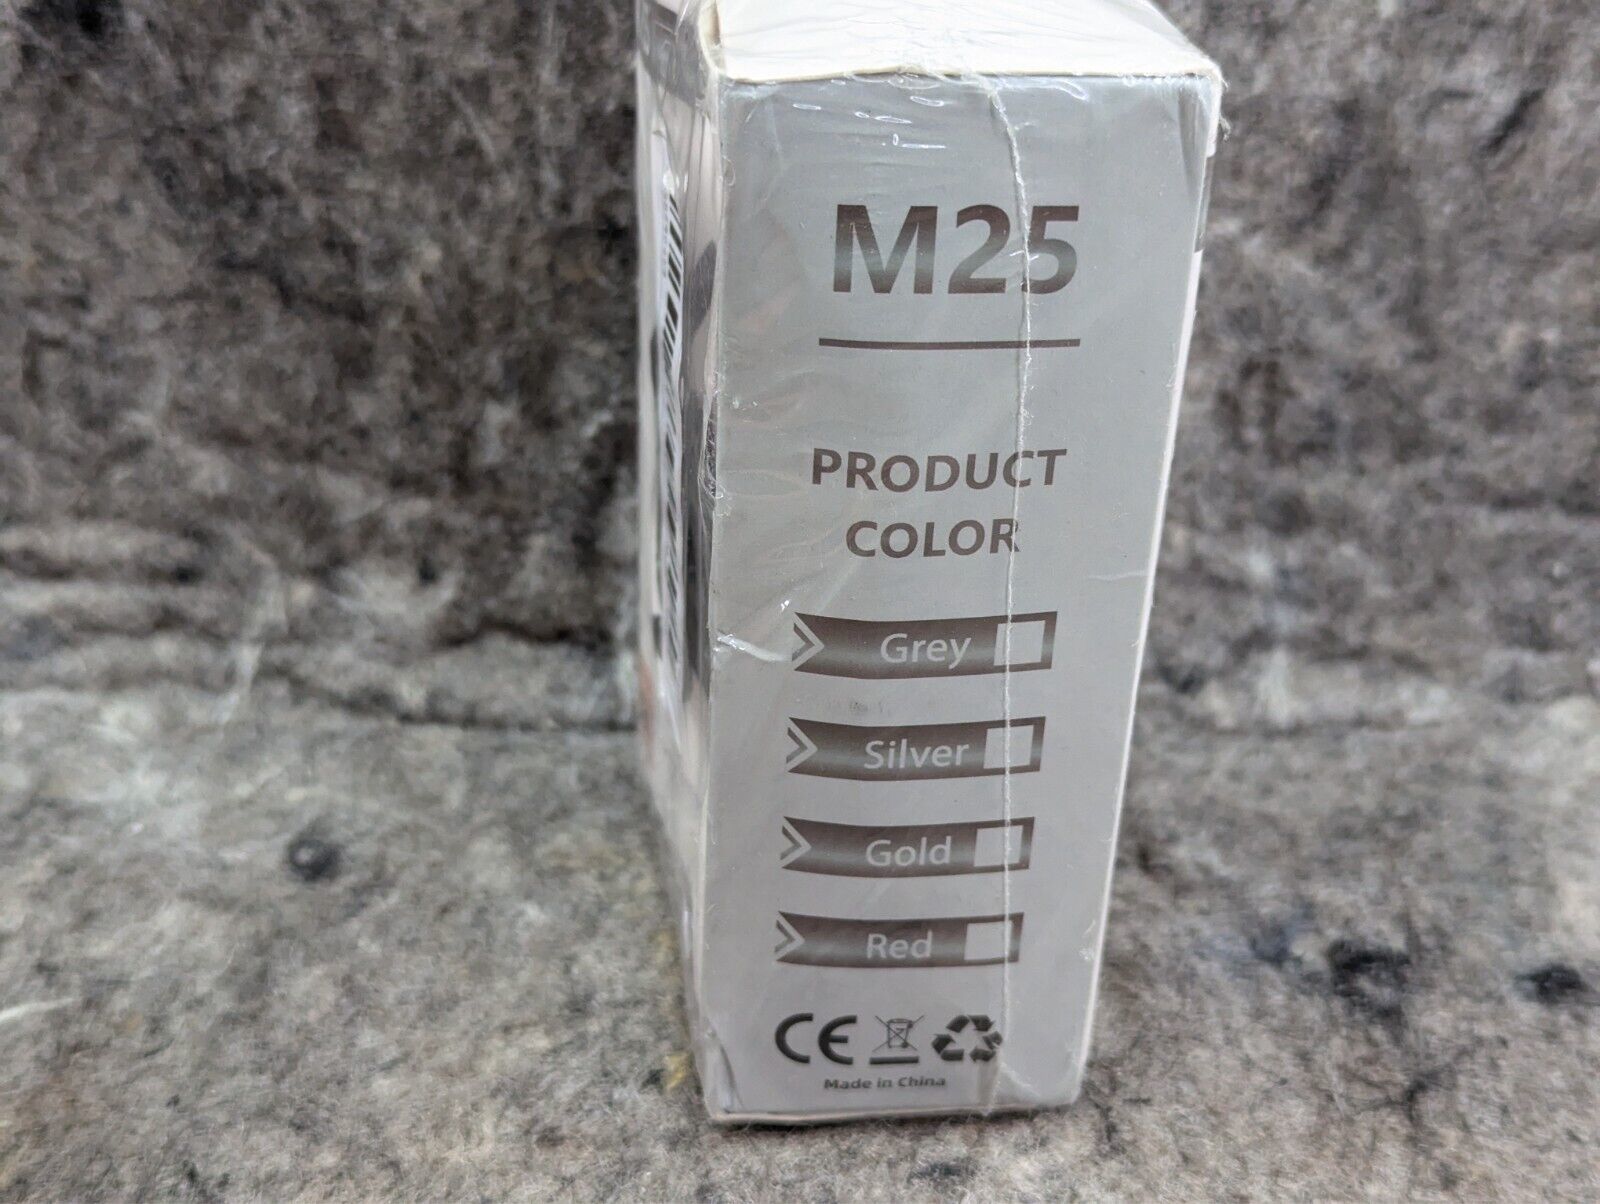 M25
PRODUCT
COLOR
Grey
Silver
Gold
Red
CE
Made in China